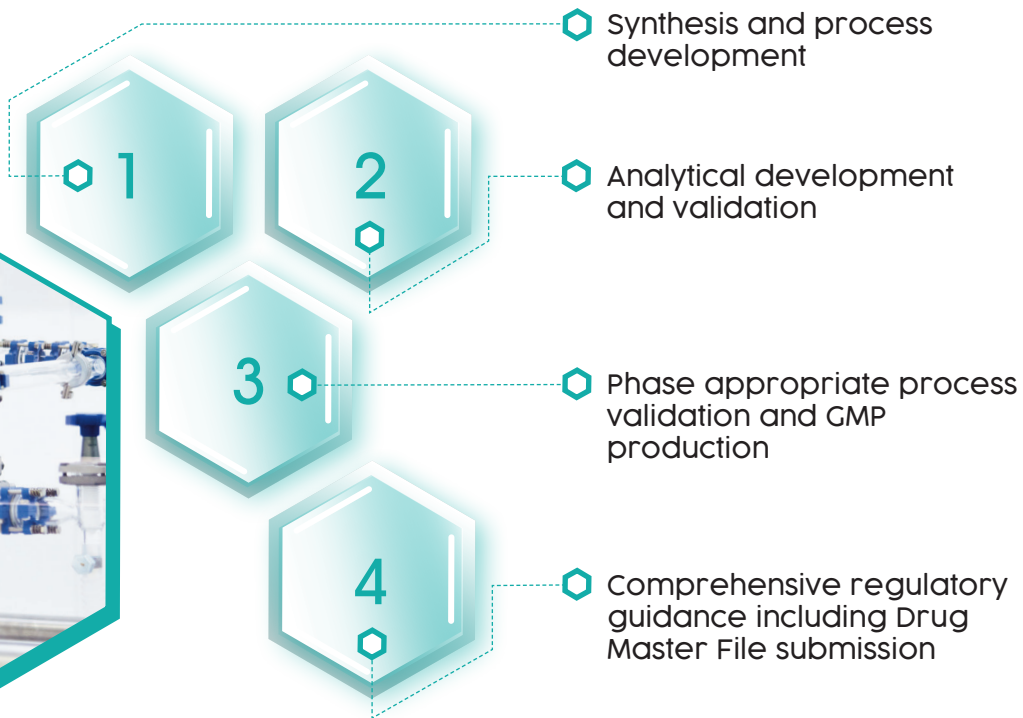 1
Synthesis and process
development
2
Analytical development
and validation
3
Phase appropriate process
validation and GMP
production
4
Comprehensive regulatory
guidance including Drug
Master File submission